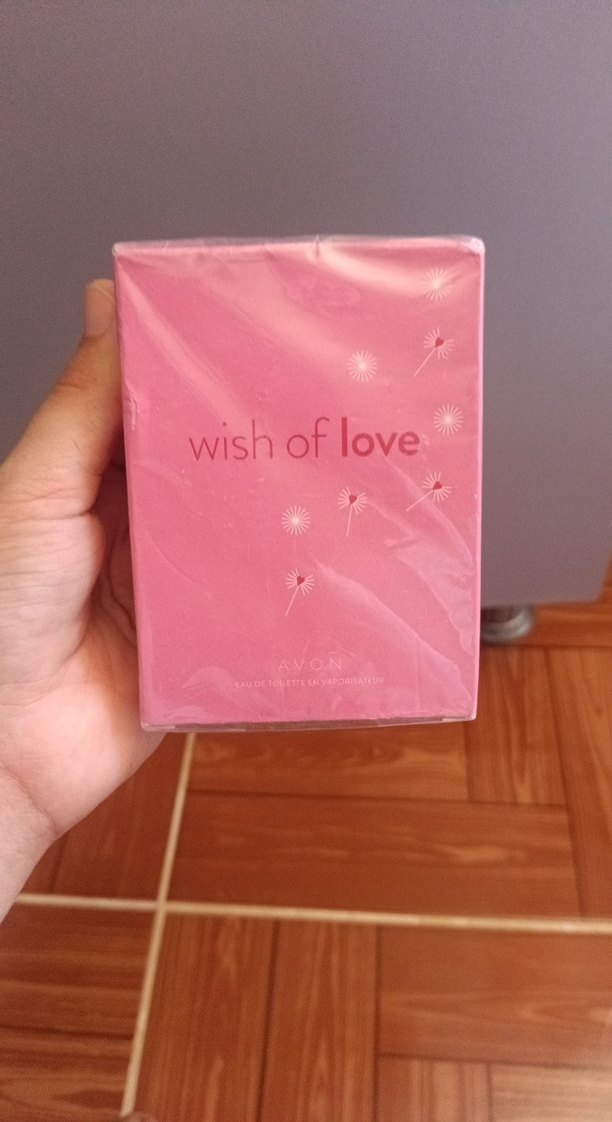 wish of love
AVON
EAU DE TOILETTE EN VAPORISATEUR